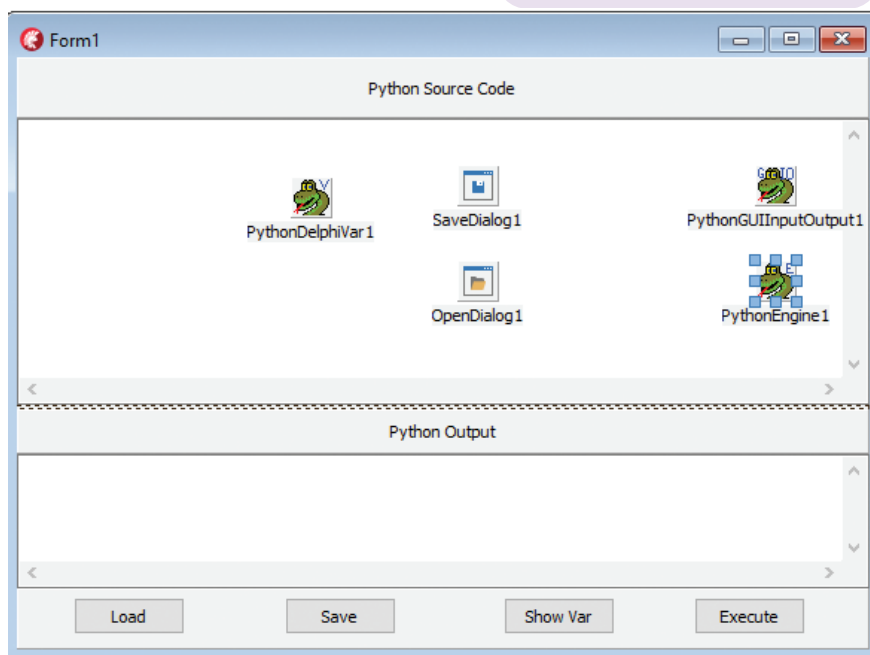 Form1
Python Source Code
PythonDelphiVar1
SaveDialog1
PythonGUIInputOutput1
OpenDialog1
PythonEngine1
Python Output
Load
Save
Show Var
Execute